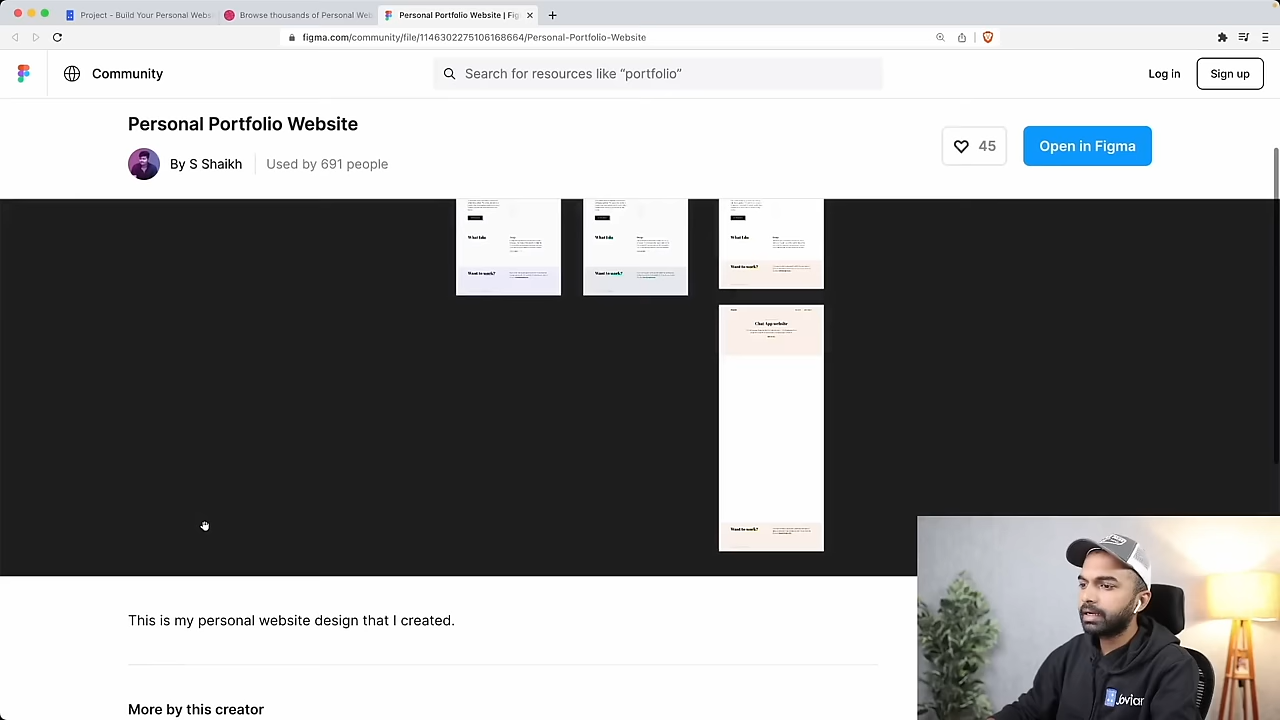 Project - Build Your Personal Webs
Browse thousands of Personal Web
Personal Portfolio Website | Fig
figma.com/community/file/1146302275106168664/Personal-Portfolio-Website
Community
Search for resources like “portfolio”
Log in
Sign up
Personal Portfolio Website
By S Shaikh
Used by 691 people
45
Open in Figma
What I do
What I do
What I do
Want to work?
Want to work?
Want to work?
Chat App website
Want to work?
This is my personal website design that I created.
More by this creator
Jovian